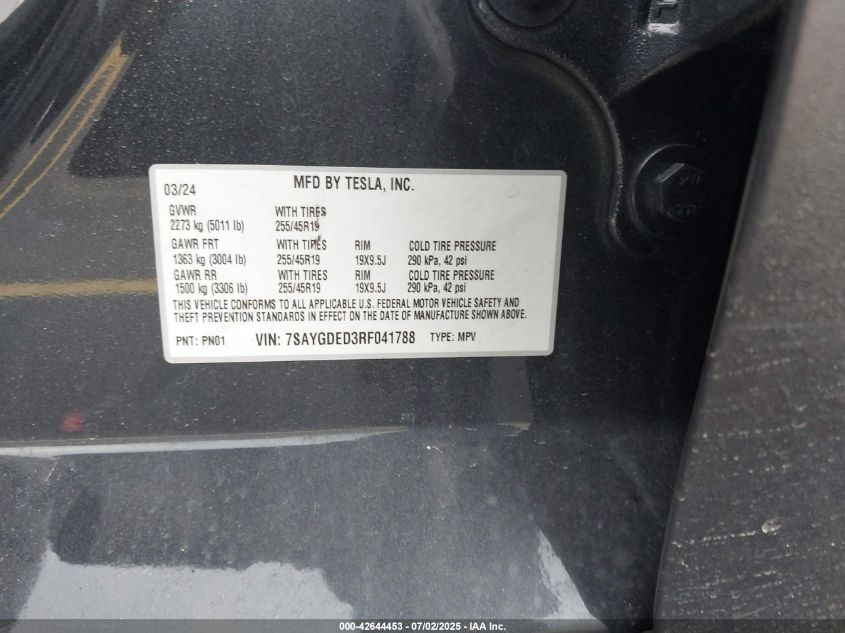 03/24 MFD BY TESLA, INC.
GVWR WITH TIRES
2273 kg (5011 lb) 255/45R19
GAWR FRT WITH TIRES RIM COLD TIRE PRESSURE
1363 kg (3004 lb) 255/45R19 19X9.5J 290 kPa, 42 psi
GAWR RR WITH TIRES RIM COLD TIRE PRESSURE
1500 kg (3306 lb) 255/45R19 19X9.5J 290 kPa, 42 psi
THIS VEHICLE CONFORMS TO ALL APPLICABLE U.S. FEDERAL MOTOR VEHICLE SAFETY AND
THEFT PREVENTION STANDARDS IN EFFECT ON THE DATE OF MANUFACTURE SHOWN ABOVE.
PNT: PN01 VIN: 7SAYGDED3RF041788 TYPE: MPV
000-42644453 - 07/02/2025 - IAA Inc.